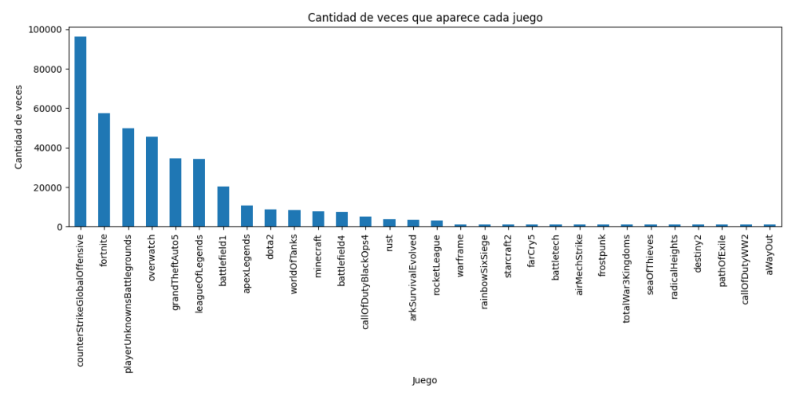 Cantidad de veces que aparece cada juego
100000
80000
60000
40000
20000
0
Cantidad de veces
counterStrikeGlobalOffensive
fortnite
playerUnknownsBattlegrounds
overwatch
grandTheftAuto5
leagueOfLegends
battlefield1
apexLegends
dota2
worldOfTanks
minecraft
battlefield4
callOfDutyBlackOps4
rust
arkSurvivalEvolved
rocketLeague
warframe
rainbowSixSiege
starcraft2
farCry5
battletech
airMechStrike
frostpunk
totalWar3Kingdoms
seaOfThieves
radicalHeights
destiny2
pathOfExile
callOfDutyWW2
aWayOut
Juego